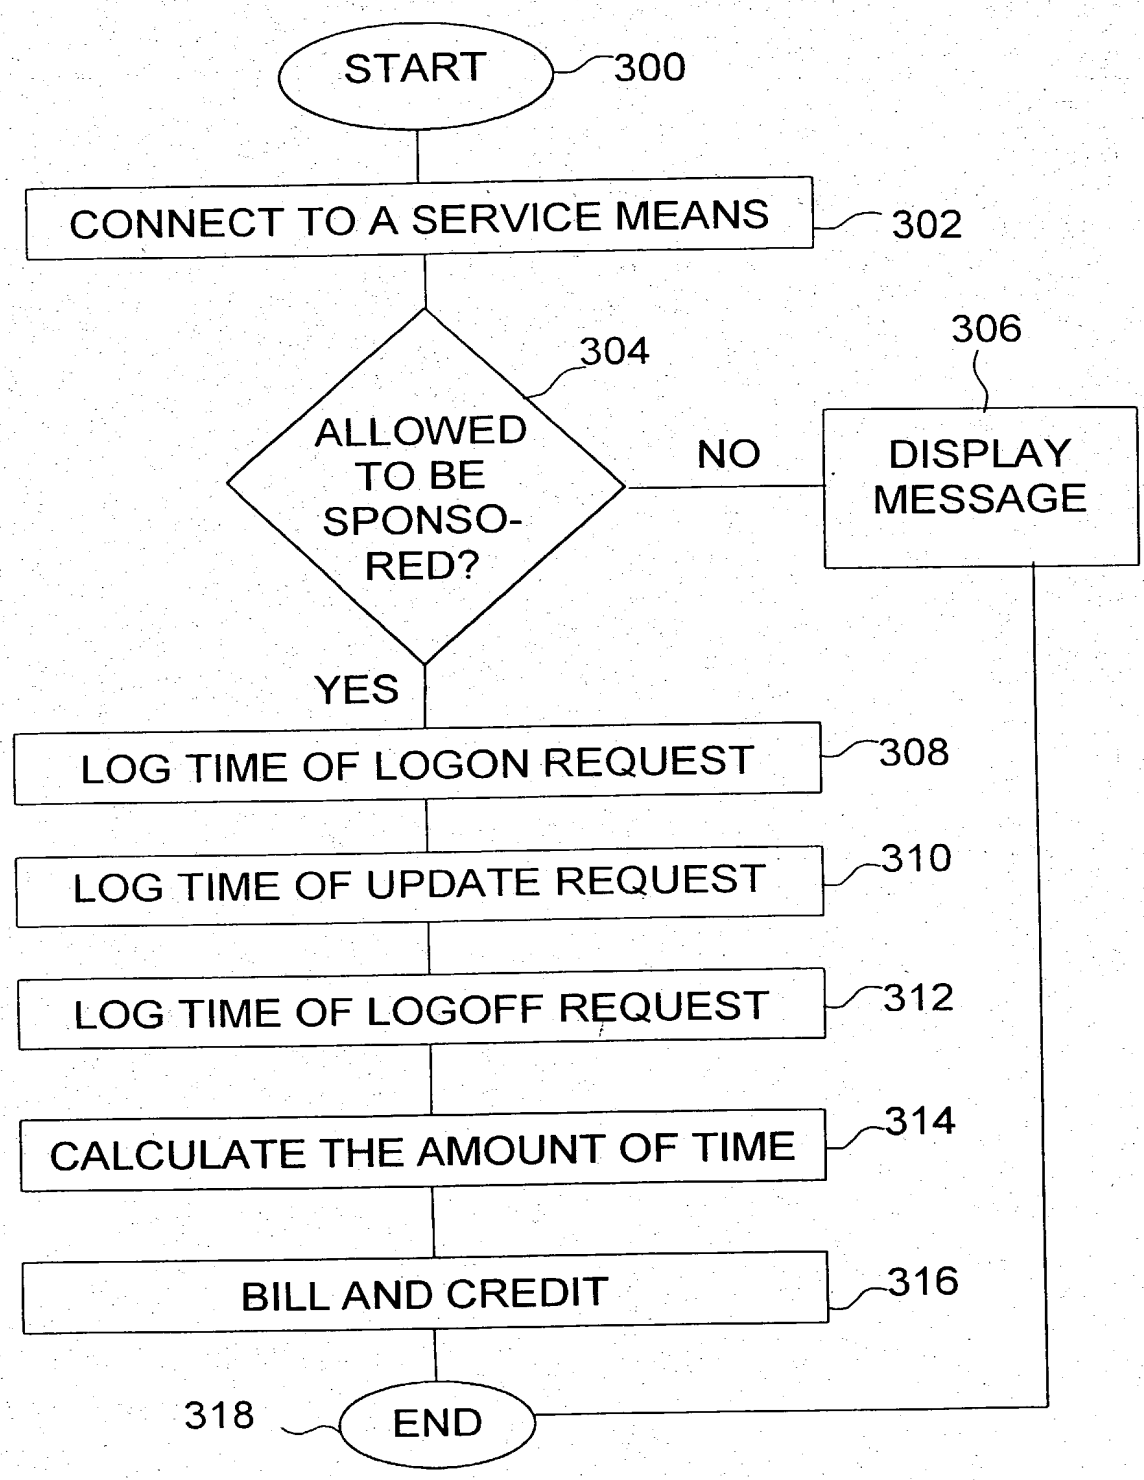 START
300
CONNECT TO A SERVICE MEANS
302
304
306
ALLOWED
TO BE
SPONSO-
RED?
NO
DISPLAY
MESSAGE
YES
LOG TIME OF LOGON REQUEST
308
LOG TIME OF UPDATE REQUEST
310
LOG TIME OF LOGOFF REQUEST
312
CALCULATE THE AMOUNT OF TIME
314
BILL AND CREDIT
316
318
END